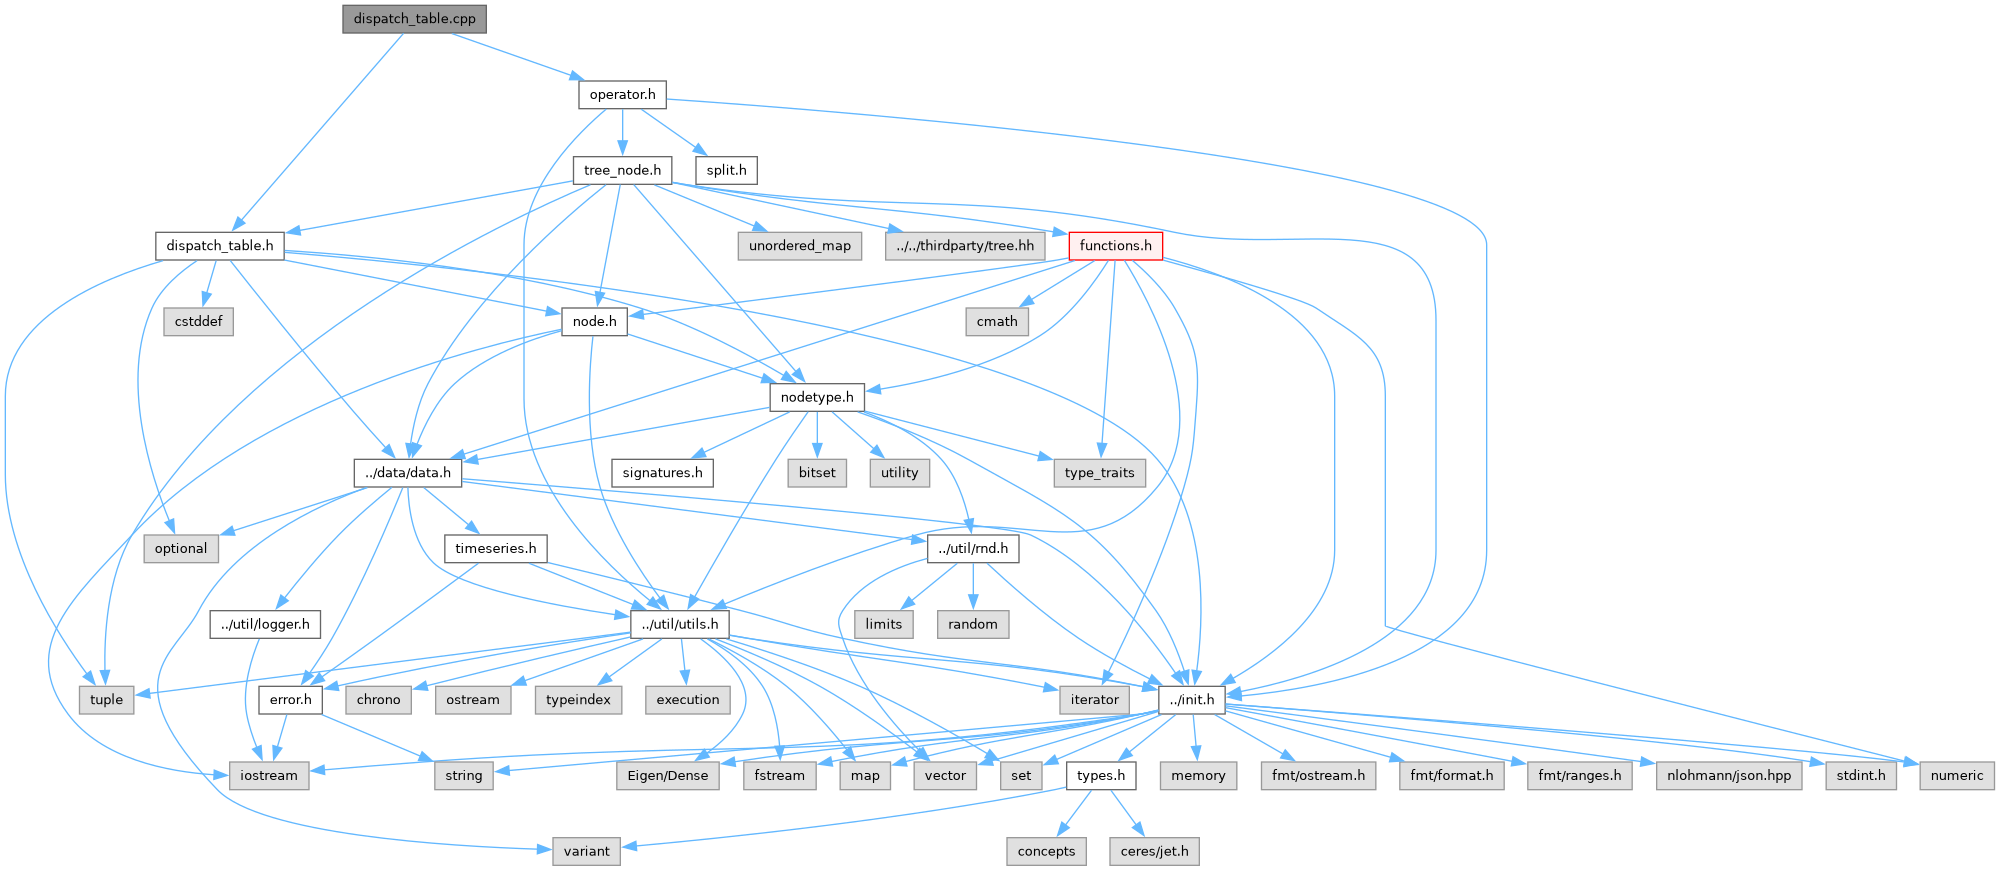 dispatch_table.cpp
operator.h
tree_node.h
split.h
dispatch_table.h
unordered_map
../../thirdparty/tree.hh
functions.h
cstddef
node.h
cmath
nodetype.h
../data/data.h
signatures.h
bitset
utility
type_traits
optional
timeseries.h
../util/rnd.h
../util/logger.h
../util/utils.h
limits
random
tuple
error.h
chrono
ostream
typeindex
execution
iterator
../init.h
iostream
string
Eigen/Dense
fstream
map
vector
set
types.h
memory
fmt/ostream.h
fmt/format.h
fmt/ranges.h
nlohmann/json.hpp
stdint.h
numeric
variant
concepts
ceres/jet.h